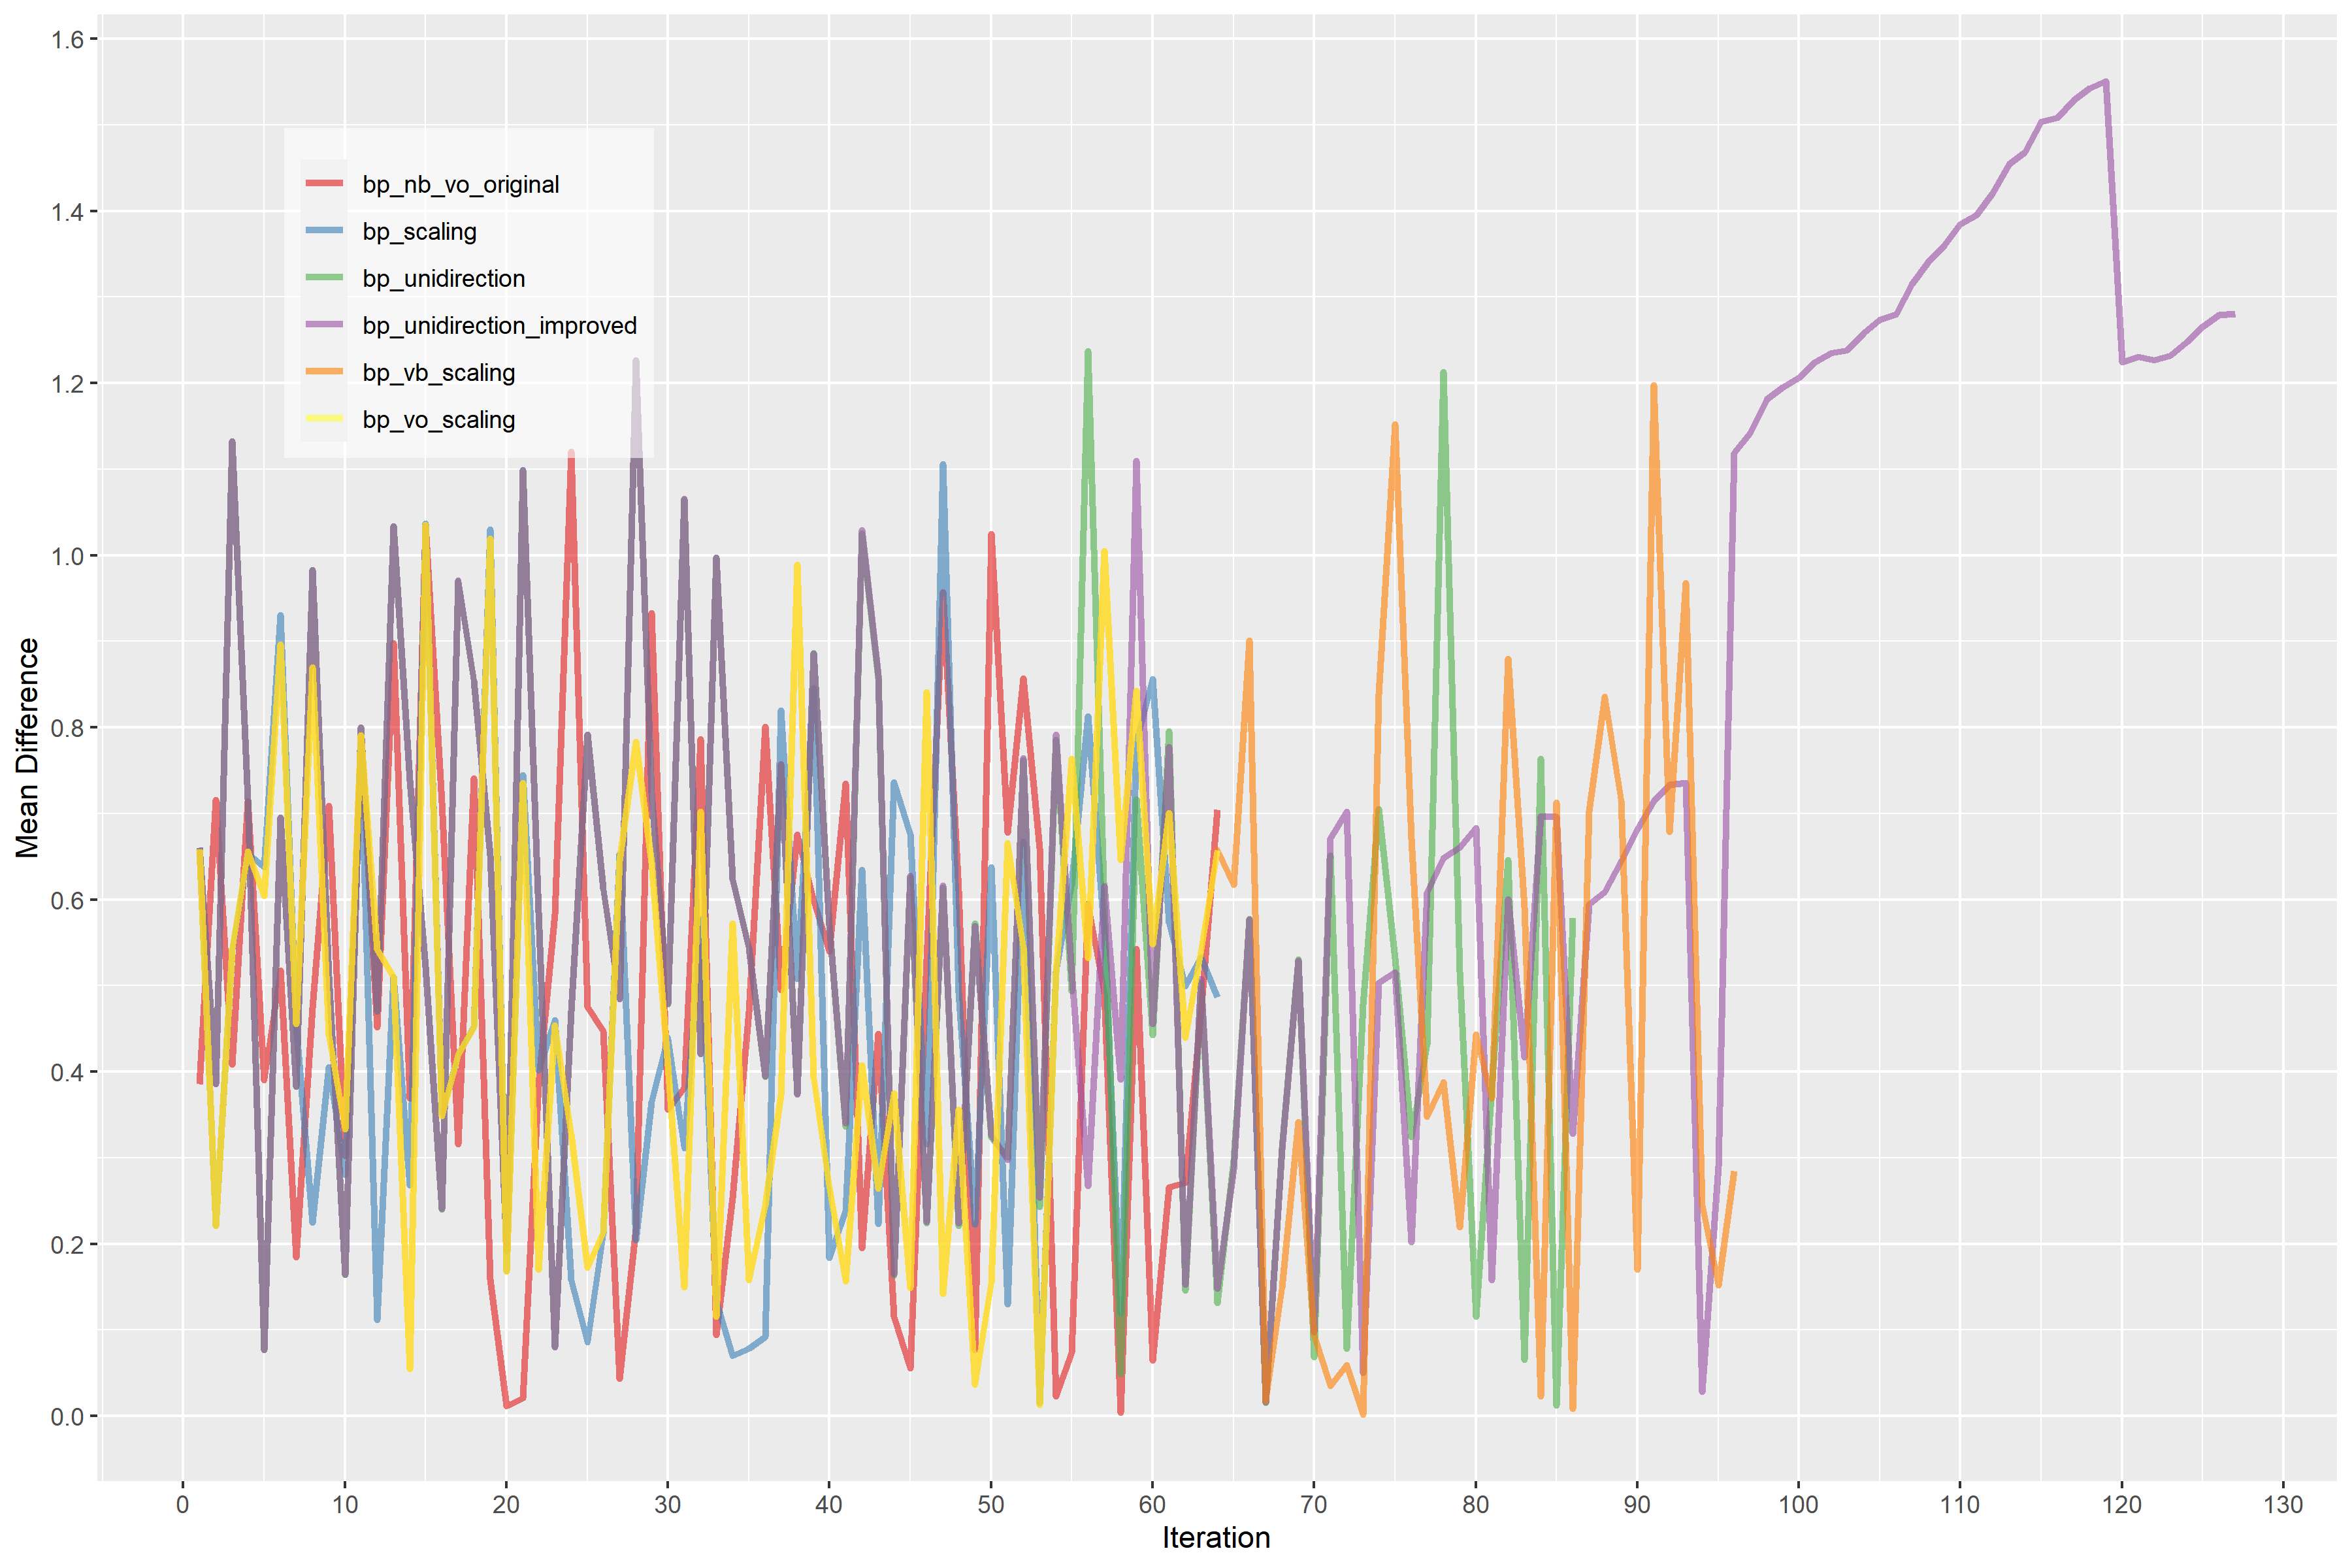 1.6
1.4
1.2
1.0
0.8
0.6
0.4
0.2
0.0
Mean Difference
bp_nb_vo_original
bp_scaling
bp_unidirection
bp_unidirection_improved
bp_vb_scaling
bp_vo_scaling
0 10 20 30 40 50 60 70 80 90 100 110 120 130
Iteration